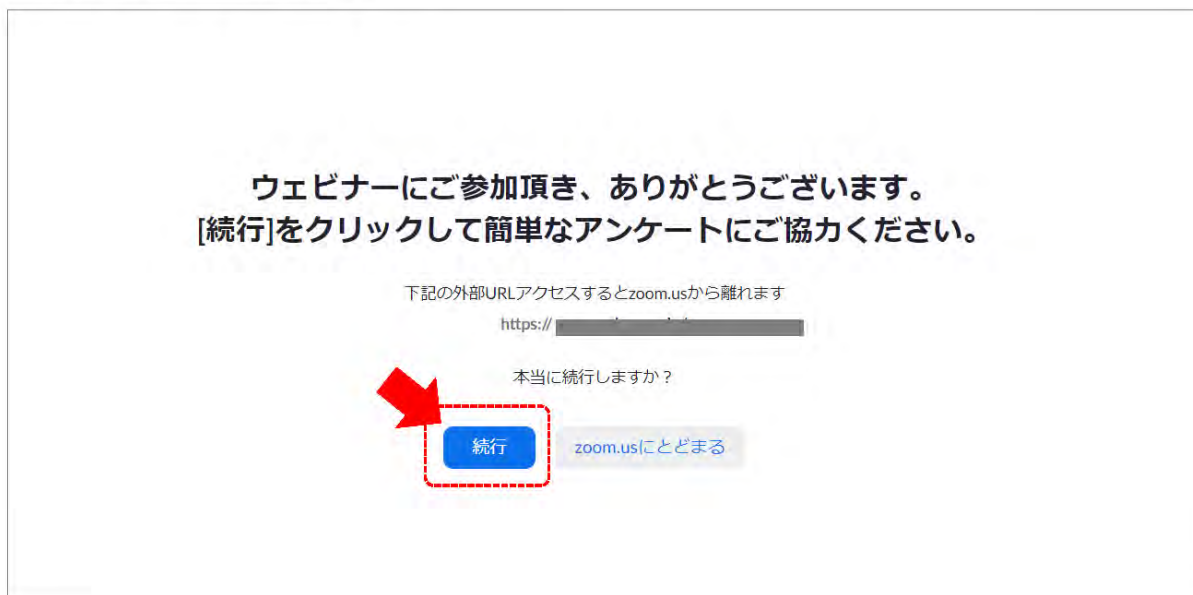 ウェビナーにご参加頂き、ありがとうございます。
[続行]をクリックして簡単なアンケートにご協力ください。
下記の外部URLアクセスするとzoom.usから離れます
https://
本当に続行しますか？
続行
zoom.usにとどまる